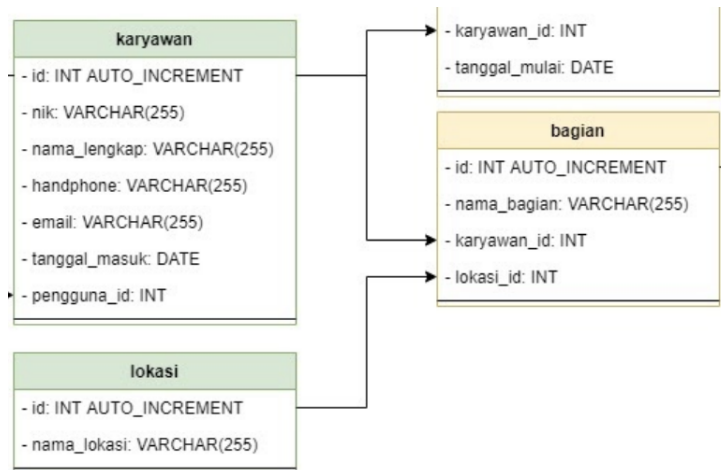 karyawan
- id: INT AUTO_INCREMENT
- nik: VARCHAR(255)
- nama_lengkap: VARCHAR(255)
- handphone: VARCHAR(255)
- email: VARCHAR(255)
- tanggal_masuk: DATE
- pengguna_id: INT
lokasi
- id: INT AUTO_INCREMENT
- nama_lokasi: VARCHAR(255)
- karyawan_id: INT
- tanggal_mulai: DATE
bagian
- id: INT AUTO_INCREMENT
- nama_bagian: VARCHAR(255)
- karyawan_id: INT
- lokasi_id: INT